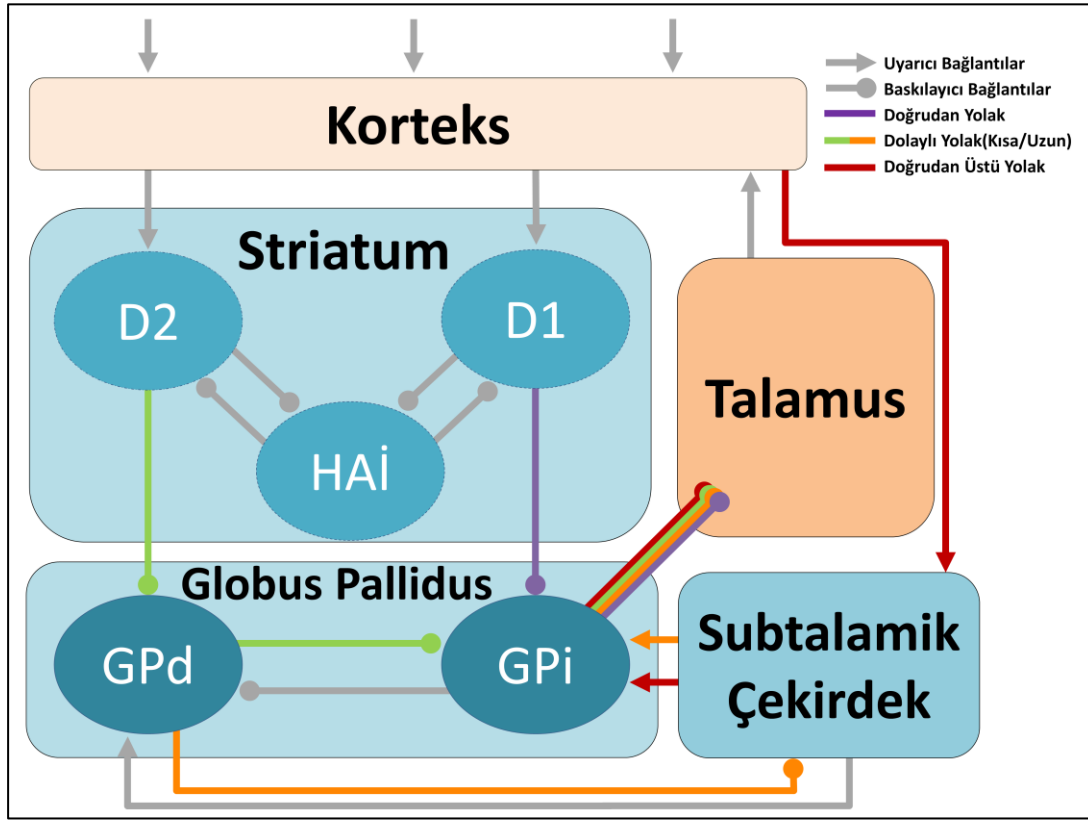 Uyarıcı Bağlantılar
Baskılayıcı Bağlantılar
Doğrudan Yolak
Dolaylı Yolak(Kısa/Uzun)
Doğrudan Üstü Yolak
Korteks
Striatum
D2
D1
HAİ
Talamus
Globus Pallidus
GPd
GPi
Subtalamik
Çekirdek